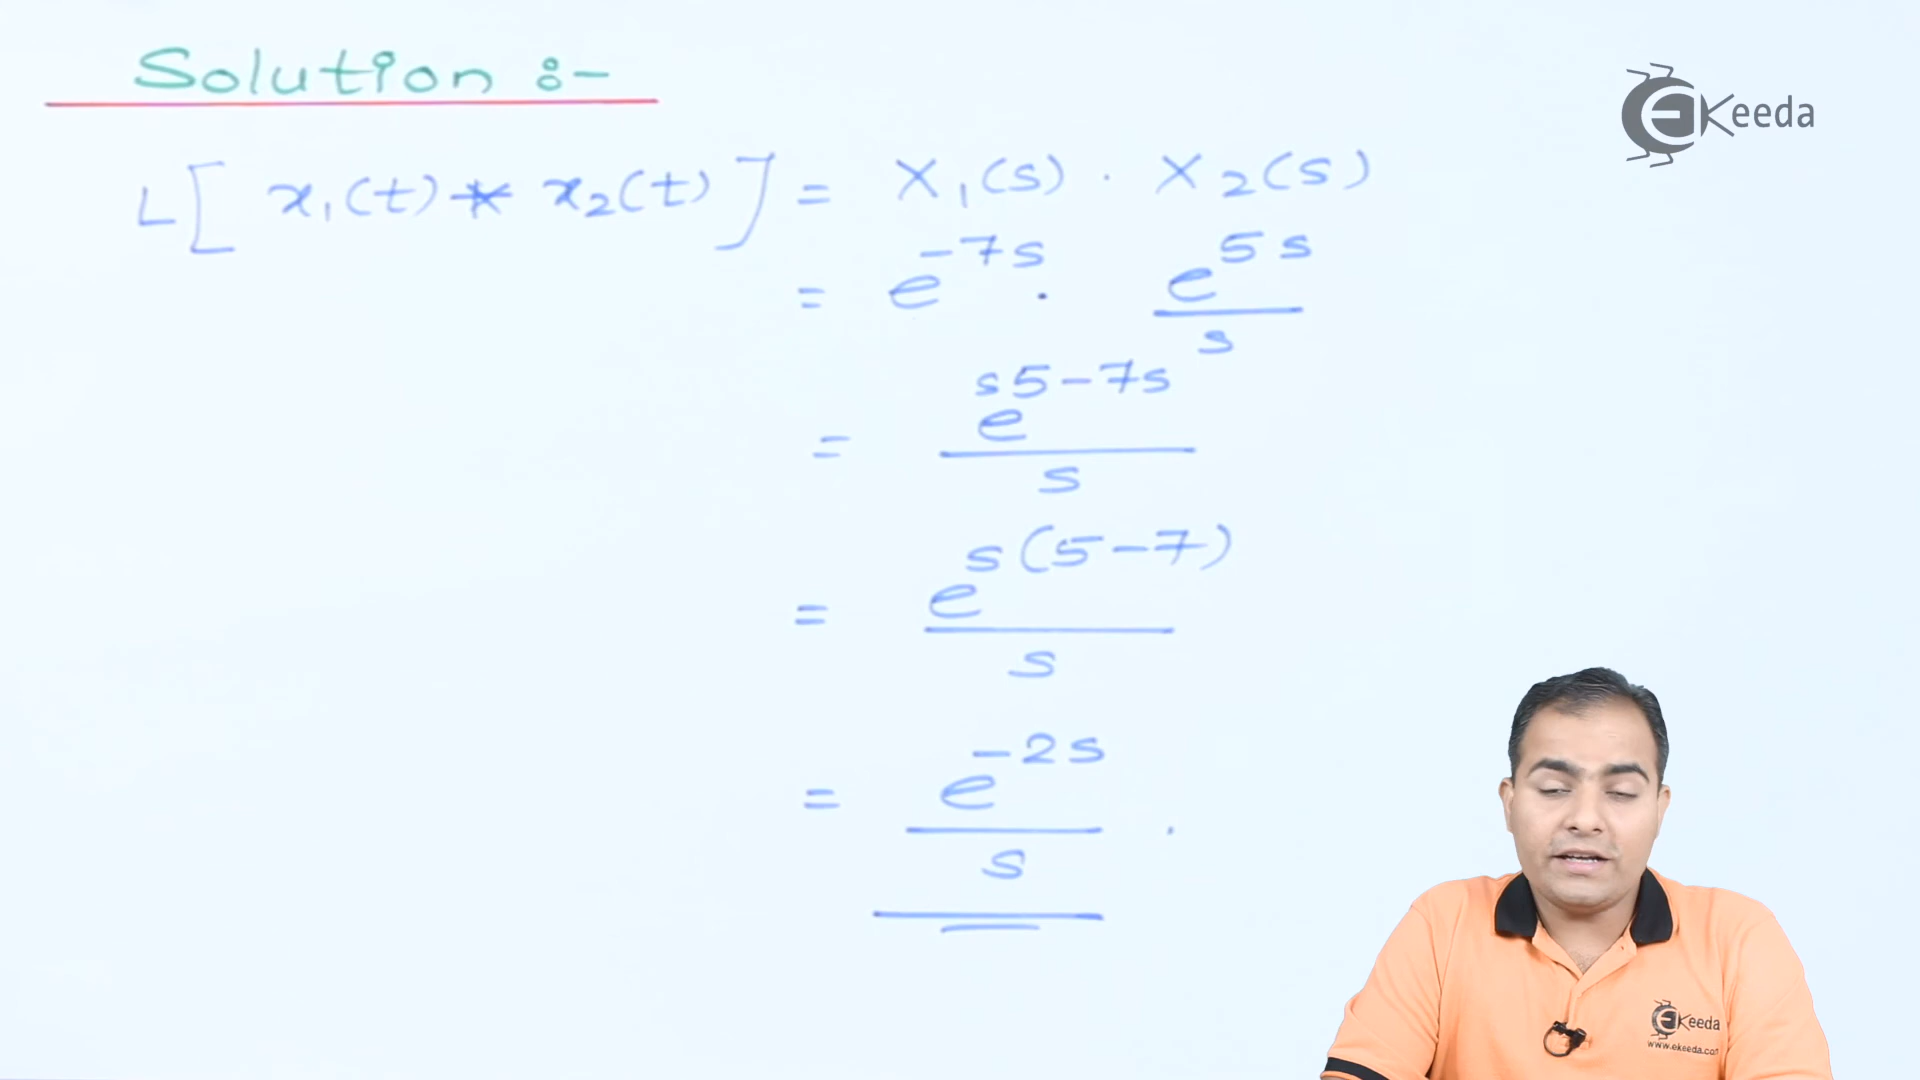 Solution :-
EKeeda
L[ x₁(t) * x₂(t) ] = X₁(s) · X₂(s)
= e^{-7s} · e^{5s}/s
= e^{s5-7s}/s
= e^{s(5-7)}/s
= e^{-2s}/s .
EKeeda
www.ekeeda.com